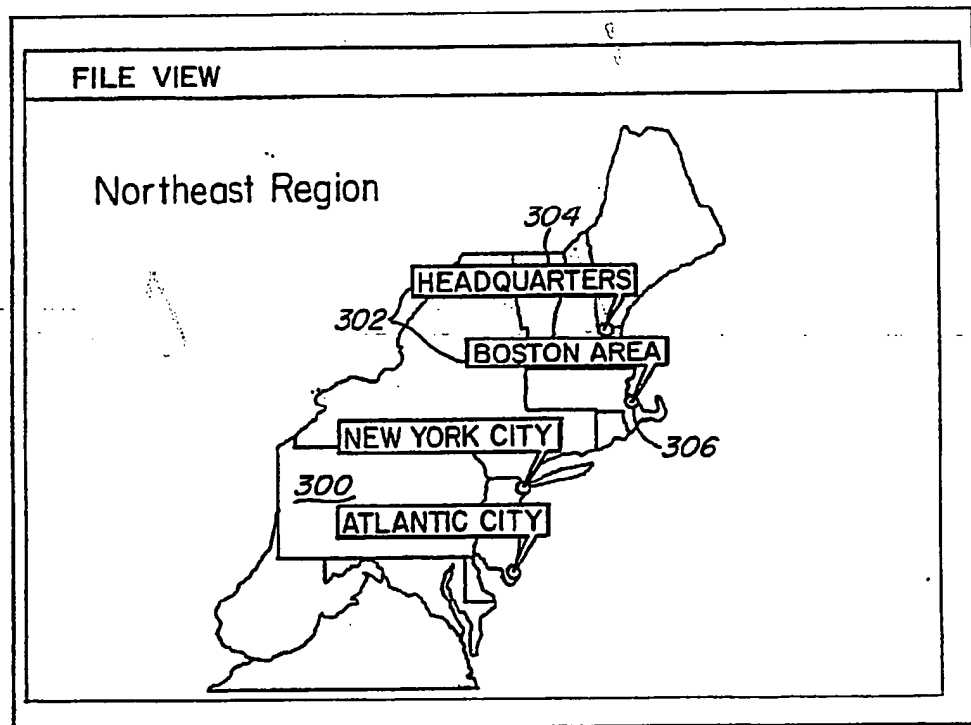 FILE VIEW
Northeast Region
304
HEADQUARTERS
302
BOSTON AREA
NEW YORK CITY
306
300
ATLANTIC CITY